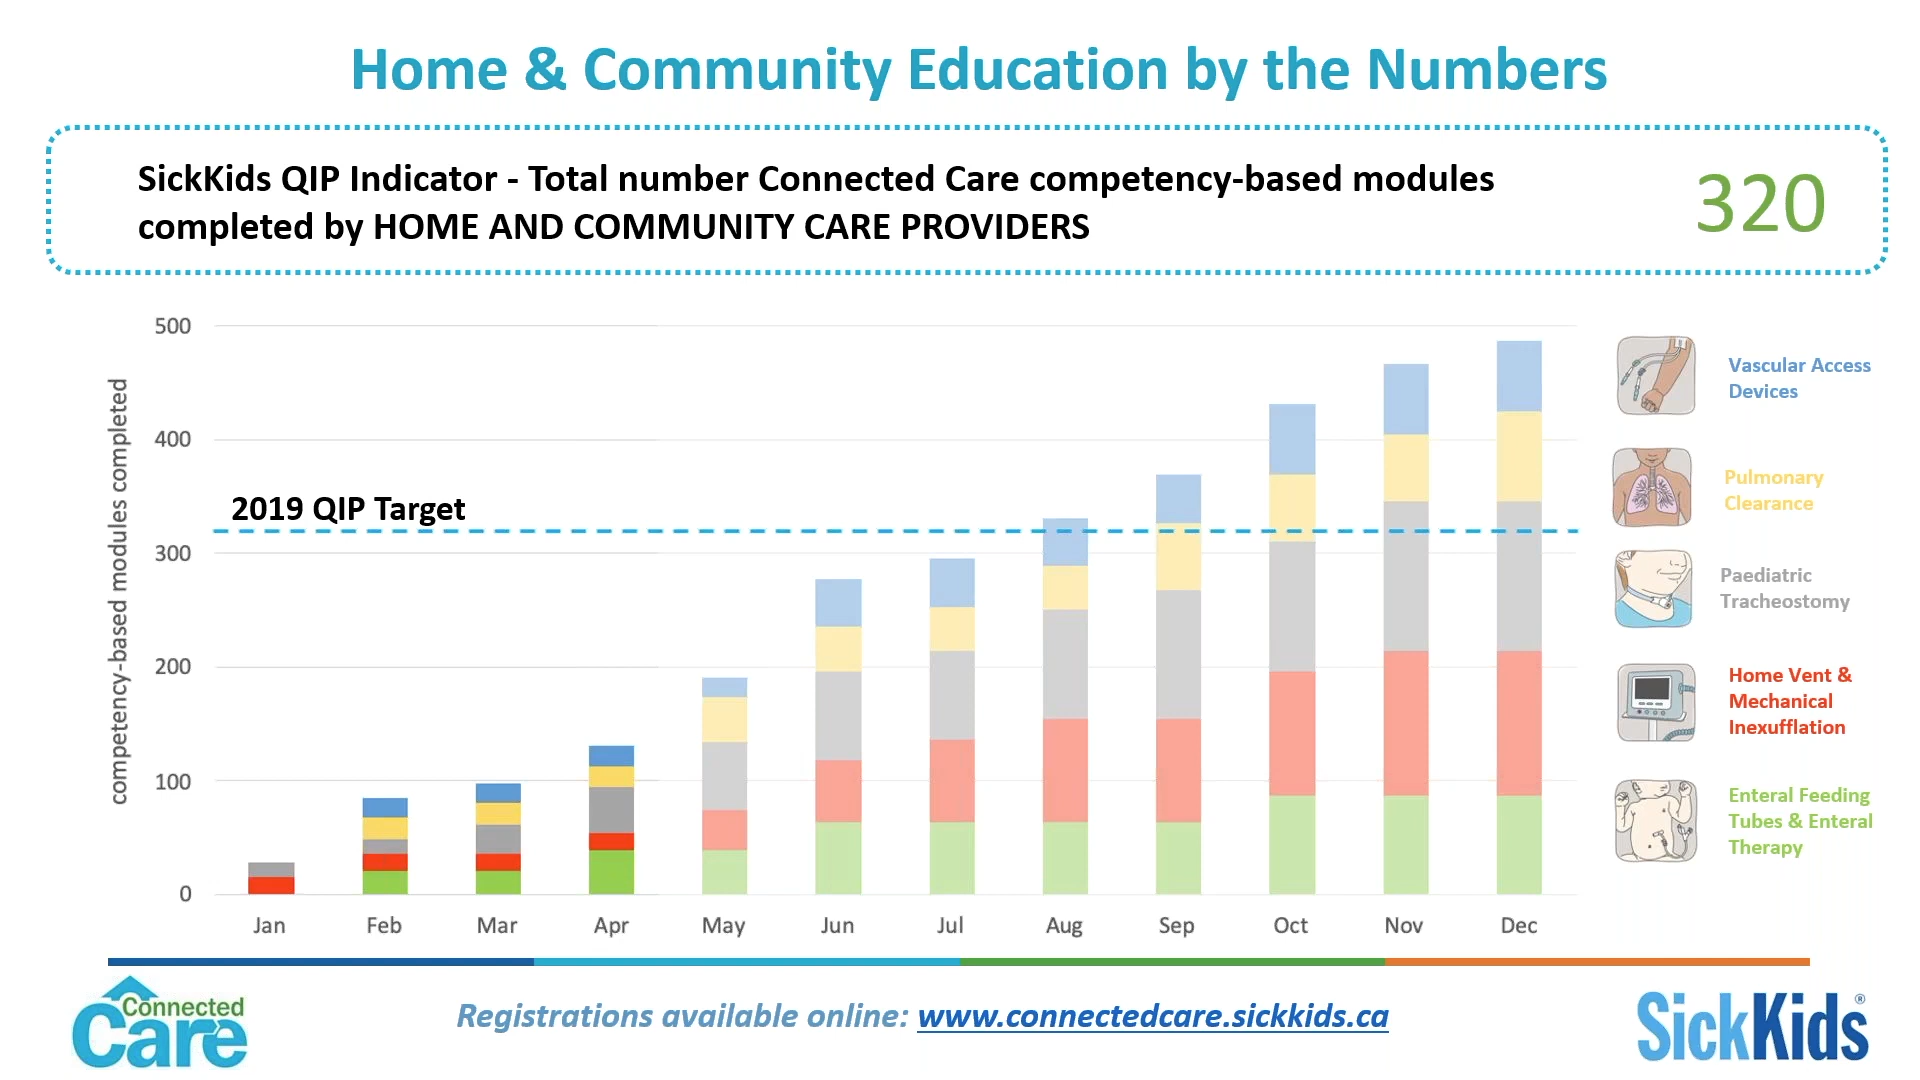 Home & Community Education by the Numbers
SickKids QIP Indicator - Total number Connected Care competency-based modules
completed by HOME AND COMMUNITY CARE PROVIDERS
320
competency-based modules completed
500
400
300
200
100
0
2019 QIP Target
Jan Feb Mar Apr May Jun Jul Aug Sep Oct Nov Dec
Vascular Access
Devices
Pulmonary
Clearance
Paediatric
Tracheostomy
Home Vent &
Mechanical
Inexufflation
Enteral Feeding
Tubes & Enteral
Therapy
Connected
Care
Registrations available online: www.connectedcare.sickkids.ca
SickKids®